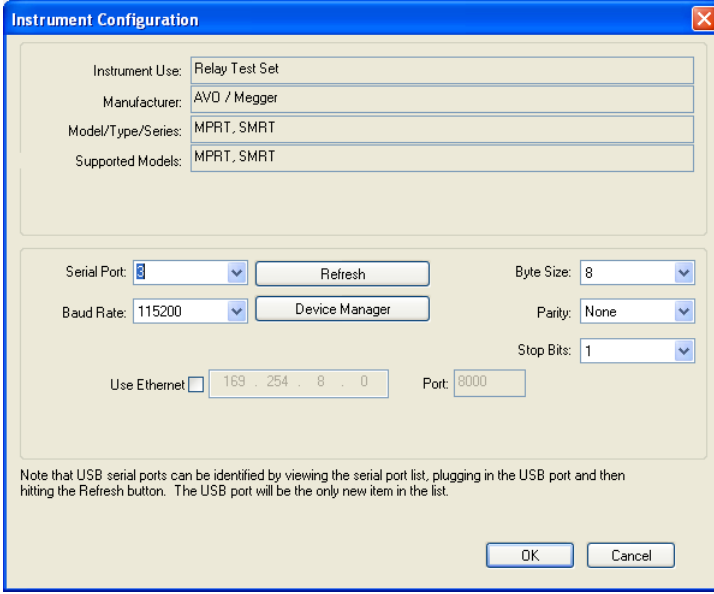 Instrument Configuration
Instrument Use: Relay Test Set
Manufacturer: AVO / Megger
Model/Type/Series: MPRT, SMRT
Supported Models: MPRT, SMRT
Serial Port: 3 Refresh Byte Size: 8
Baud Rate: 115200 Device Manager Parity: None
Stop Bits: 1
Use Ethernet 169 . 254 . 8 . 0 Port: 8000
Note that USB serial ports can be identified by viewing the serial port list, plugging in the USB port and then
hitting the Refresh button. The USB port will be the only new item in the list.
OK Cancel